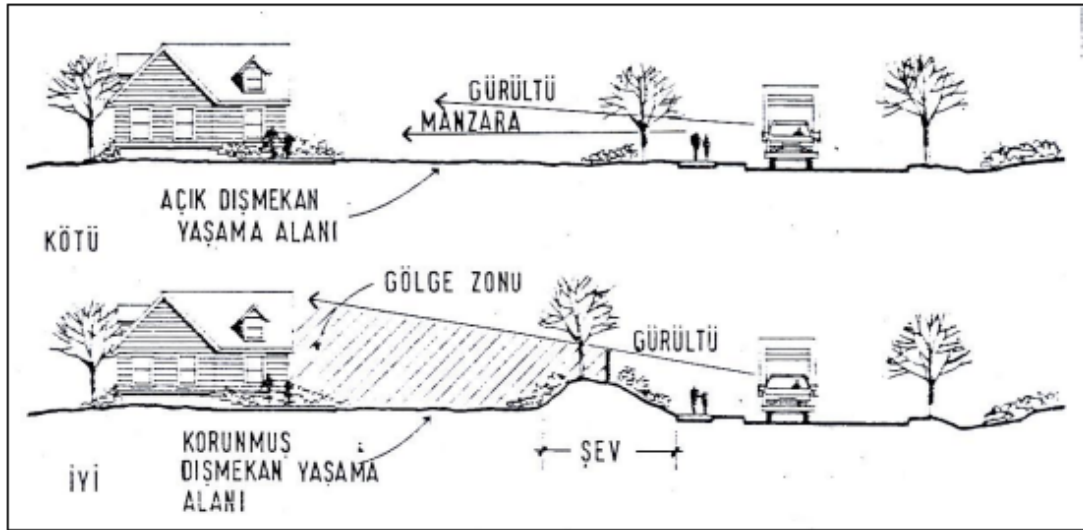 GÜRÜLTÜ
MANZARA
AÇIK DIŞMEKAN
YAŞAMA ALANI
KÖTÜ
GÖLGE ZONU
GÜRÜLTÜ
KORUNMUŞ
DIŞMEKAN YAŞAMA
ALANI
ŞEV
İYİ